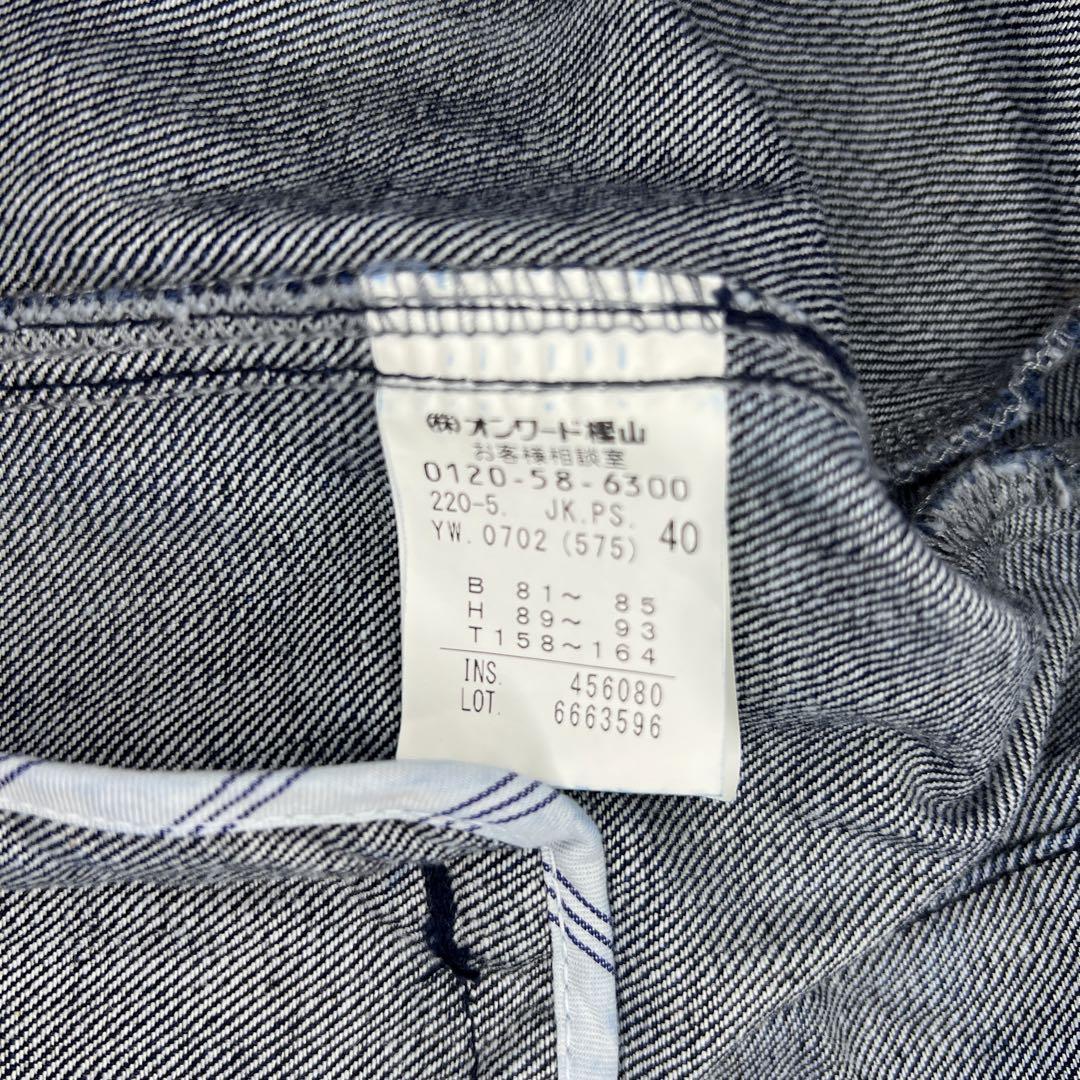 (株)オンワード樫山
お客様相談室
0120-58-6300
220-5. JK.PS. 40
YW. 0702 (575)
B 81~ 85
H 89~ 93
T 158~164
INS. 456080
LOT. 6663596